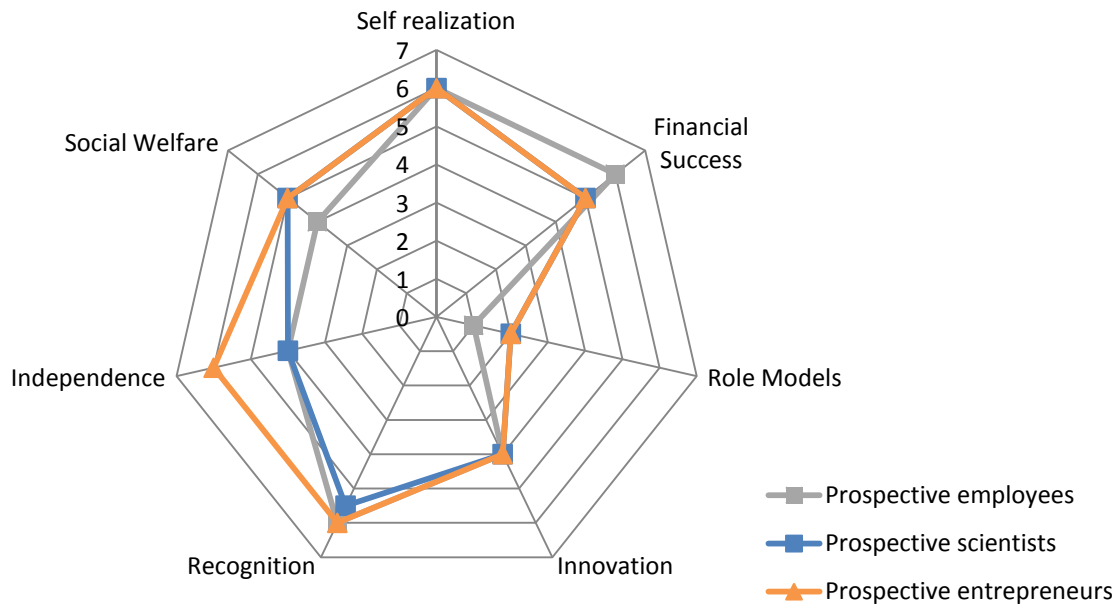 Self realization
7
6
5
4
3
2
1
0
Financial
Success
Social Welfare
Independence
Role Models
Recognition
Innovation
Prospective employees
Prospective scientists
Prospective entrepreneurs